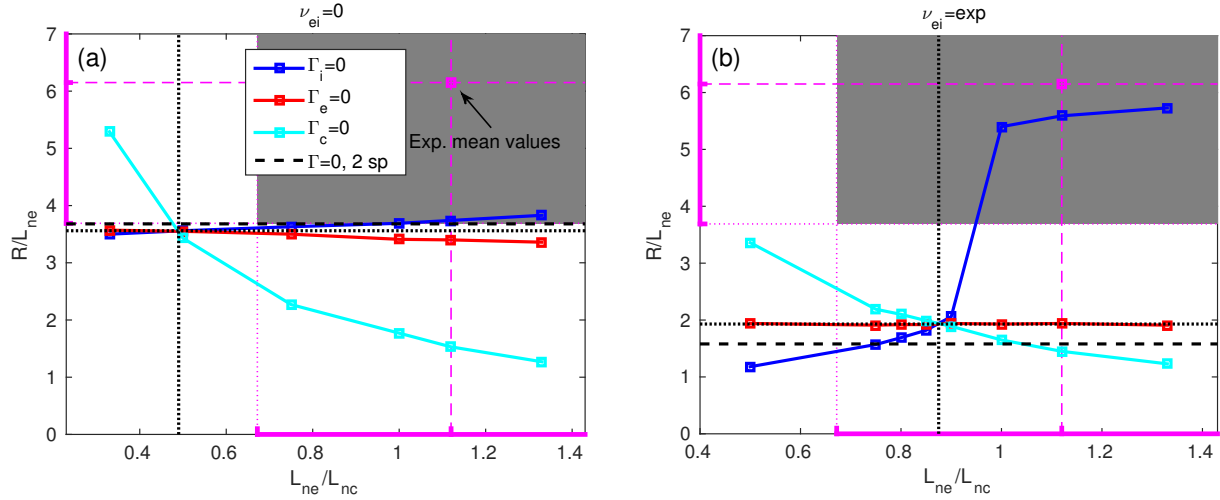 ν_ei=0
(a)
R/L_ne
7
6
5
4
3
2
1
0
Γ_i=0
Γ_e=0
Γ_c=0
Γ=0, 2 sp
Exp. mean values
0.4 0.6 0.8 1 1.2 1.4
L_ne/L_nc
ν_ei=exp
(b)
R/L_ne
7
6
5
4
3
2
1
0
0.4 0.6 0.8 1 1.2 1.4
L_ne/L_nc